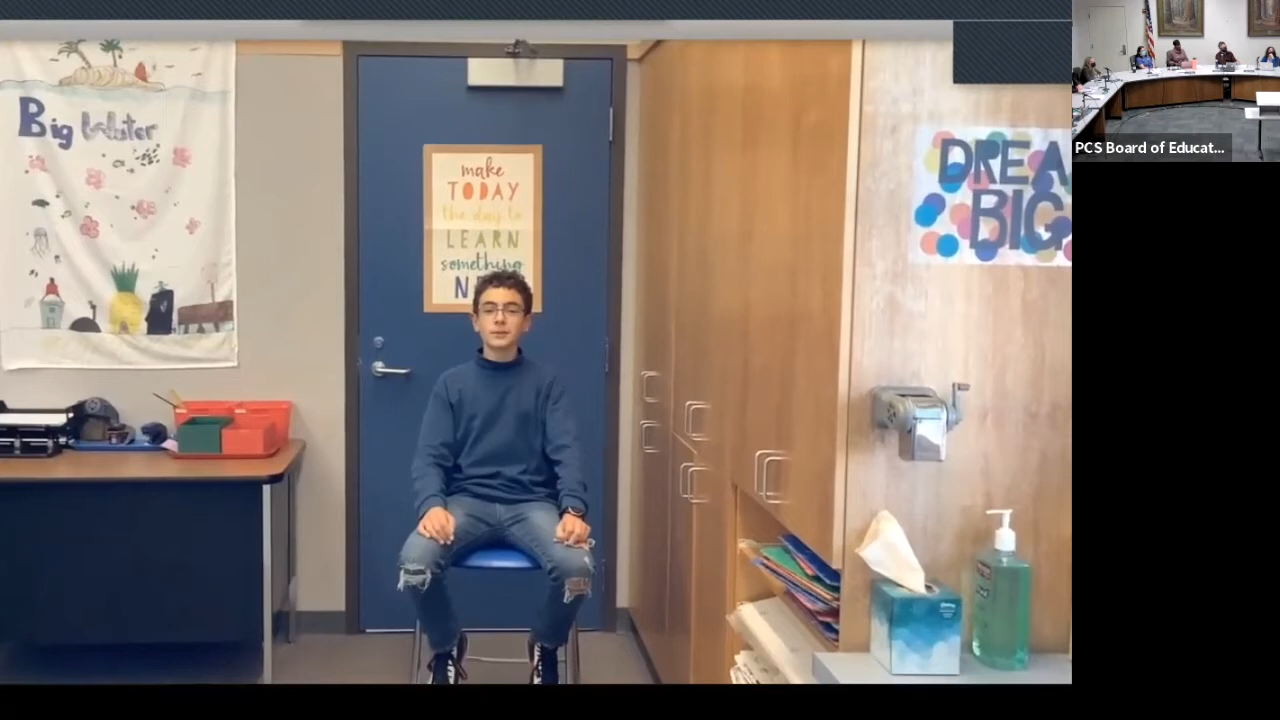 Big Water
make
TODAY
the day to
LEARN
something
DREA
BIG
PCS Board of Educat...